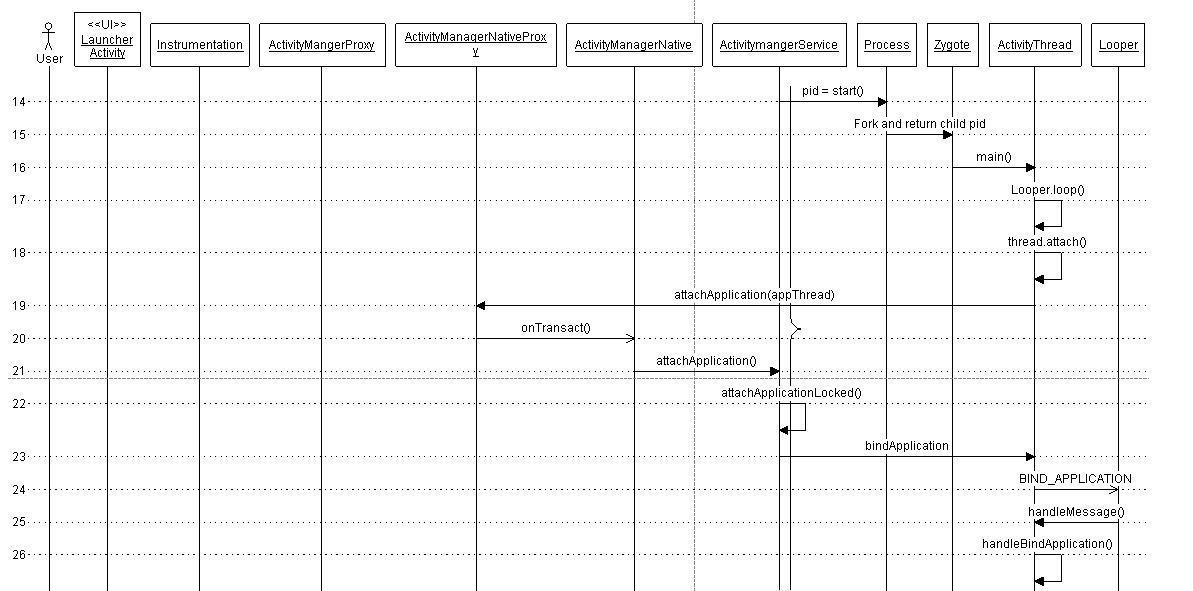 <<UI>>
Launcher
Activity
User
Instrumentation
ActivityMangerProxy
ActivityManagerNativeProx
y
ActivityManagerNative
ActivitymangerService
Process
Zygote
ActivityThread
Looper
14
pid = start()
15
Fork and return child pid
16
main()
17
Looper.loop()
18
thread.attach()
19
attachApplication(appThread)
20
onTransact()
21
attachApplication()
22
attachApplicationLocked()
23
bindApplication
24
BIND_APPLICATION
25
handleMessage()
26
handleBindApplication()